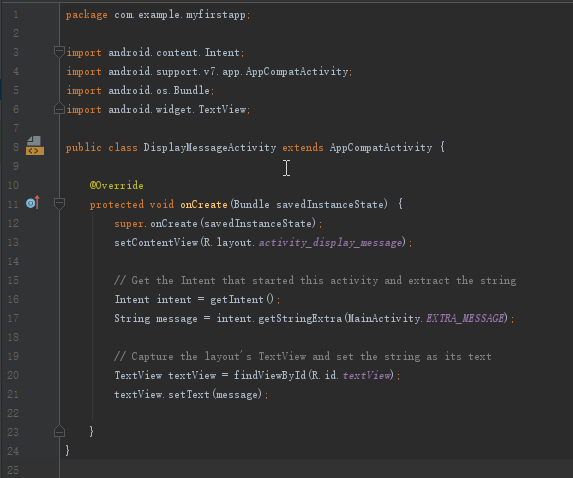 1 package com.example.myfirstapp;
2
3 import android.content.Intent;
4 import android.support.v7.app.AppCompatActivity;
5 import android.os.Bundle;
6 import android.widget.TextView;
7
8 public class DisplayMessageActivity extends AppCompatActivity {
9
10 @Override
11 protected void onCreate(Bundle savedInstanceState) {
12 super.onCreate(savedInstanceState);
13 setContentView(R.layout.activity_display_message);
14
15 // Get the Intent that started this activity and extract the string
16 Intent intent = getIntent();
17 String message = intent.getStringExtra(MainActivity.EXTRA_MESSAGE);
18
19 // Capture the layout's TextView and set the string as its text
20 TextView textView = findViewById(R.id.textView);
21 textView.setText(message);
22
23 }
24 }
25